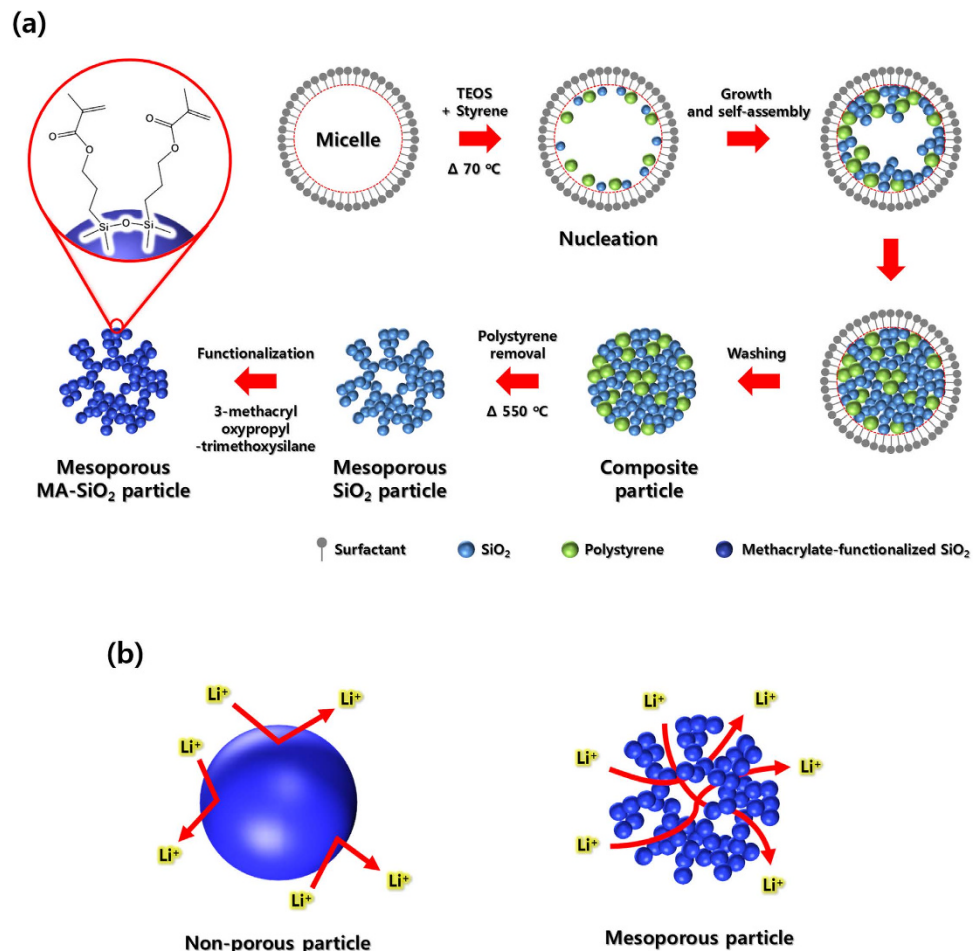 (a)
Micelle
TEOS
+ Styrene
Δ 70 ºC
Nucleation
Growth
and self-assembly
O
O
O
O
Si
O
Si
Functionalization
3-methacryl
oxypropyl
-trimethoxysilane
Polystyrene
removal
Δ 550 ºC
Washing
Mesoporous
MA-SiO₂ particle
Mesoporous
SiO₂ particle
Composite
particle
Surfactant
SiO₂
Polystyrene
Methacrylate-functionalized SiO₂
(b)
Li⁺
Li⁺
Li⁺
Li⁺
Li⁺
Li⁺
Non-porous particle
Li⁺
Li⁺
Li⁺
Li⁺
Li⁺
Li⁺
Mesoporous particle